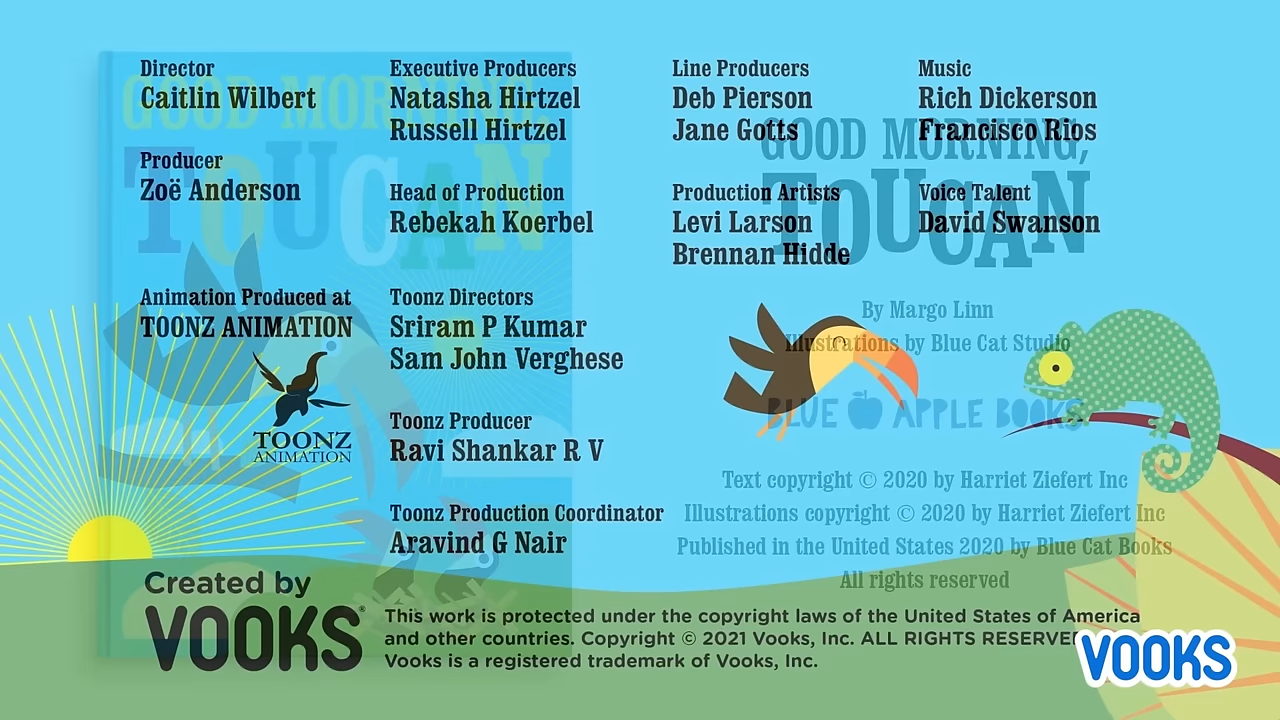 Director
Caitlin Wilbert
Producer
Zoë Anderson
Executive Producers
Natasha Hirtzel
Russell Hirtzel
Head of Production
Rebekah Koerbel
Line Producers
Deb Pierson
Jane Gotts
Production Artists
Levi Larson
Brennan Hidde
Music
Rich Dickerson
Francisco Rios
Voice Talent
David Swanson
GOOD MORNING,
TOUCAN
GOOD MORNING,
TOUCAN
Animation Produced at
TOONZ ANIMATION
TOONZ
ANIMATION
Toonz Directors
Sriram P Kumar
Sam John Verghese
Toonz Producer
Ravi Shankar R V
Toonz Production Coordinator
Aravind G Nair
By Margo Linn
Illustrations by Blue Cat Studio
BLUE APPLE BOOKS
Text copyright © 2020 by Harriet Ziefert Inc
Illustrations copyright © 2020 by Harriet Ziefert Inc
Published in the United States 2020 by Blue Cat Books
All rights reserved
Created by
VOOKS®
This work is protected under the copyright laws of the United States of America
and other countries. Copyright © 2021 Vooks, Inc. ALL RIGHTS RESERVED
Vooks is a registered trademark of Vooks, Inc.
VOOKS